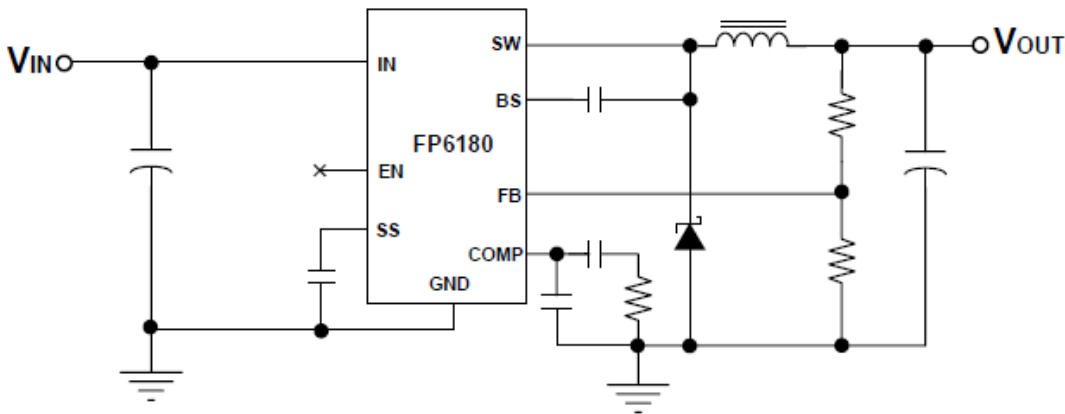 VIN
IN
SW
VOUT
BS
FP6180
EN
FB
SS
COMP
GND